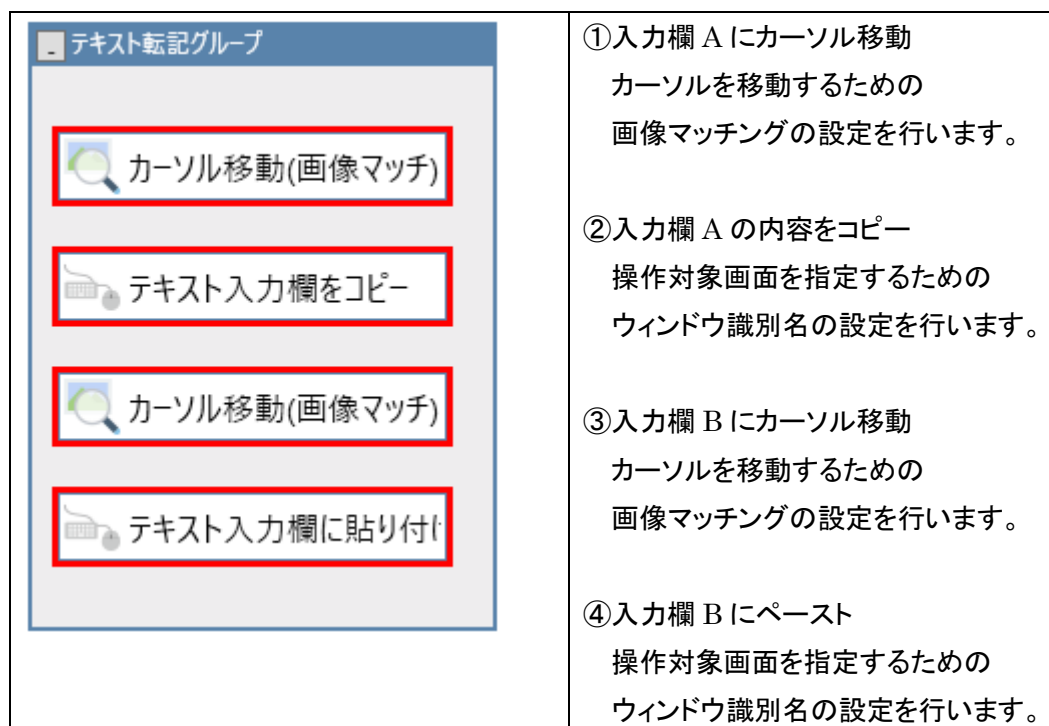 テキスト転記グループ
カーソル移動(画像マッチ)
テキスト入力欄をコピー
カーソル移動(画像マッチ)
テキスト入力欄に貼り付け
①入力欄 A にカーソル移動
カーソルを移動するための
画像マッチングの設定を行います。
②入力欄 A の内容をコピー
操作対象画面を指定するための
ウィンドウ識別名の設定を行います。
③入力欄 B にカーソル移動
カーソルを移動するための
画像マッチングの設定を行います。
④入力欄 B にペースト
操作対象画面を指定するための
ウィンドウ識別名の設定を行います。